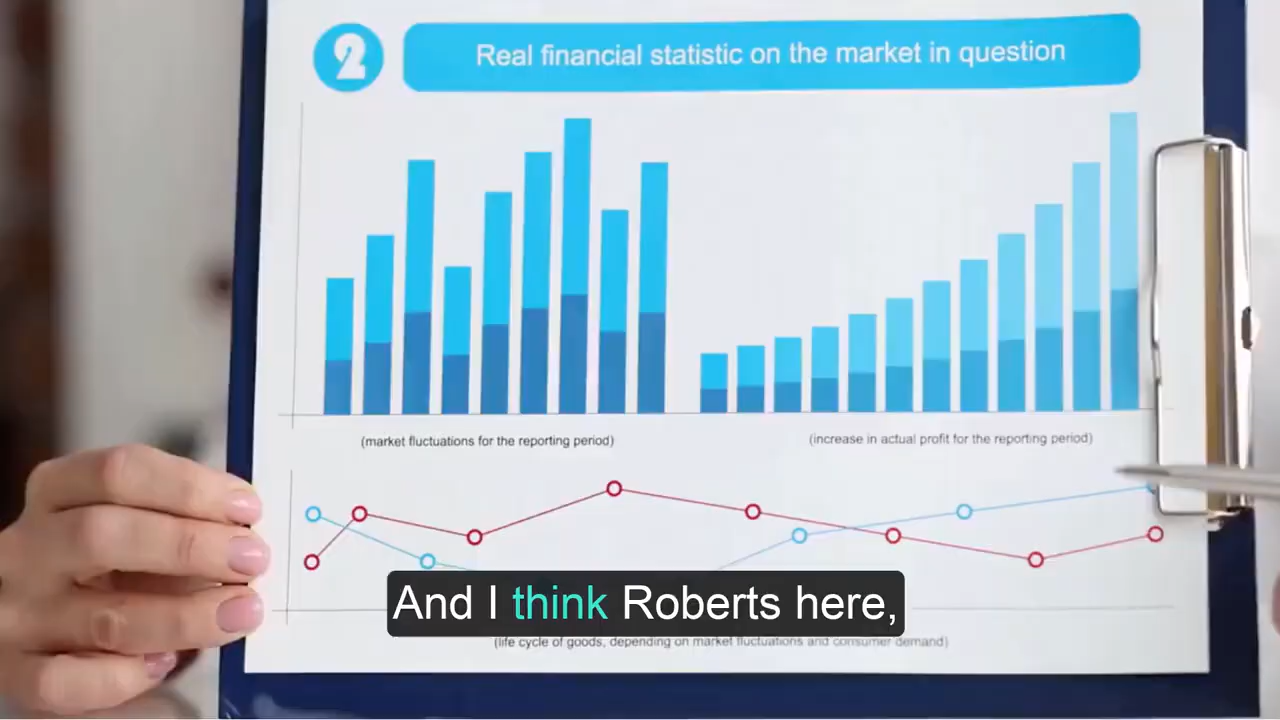 2
Real financial statistic on the market in question
(market fluctuations for the reporting period)
(increase in actual profit for the reporting period)
And I think Roberts here,
(life cycle of goods, depending on market fluctuations and consumer demand)